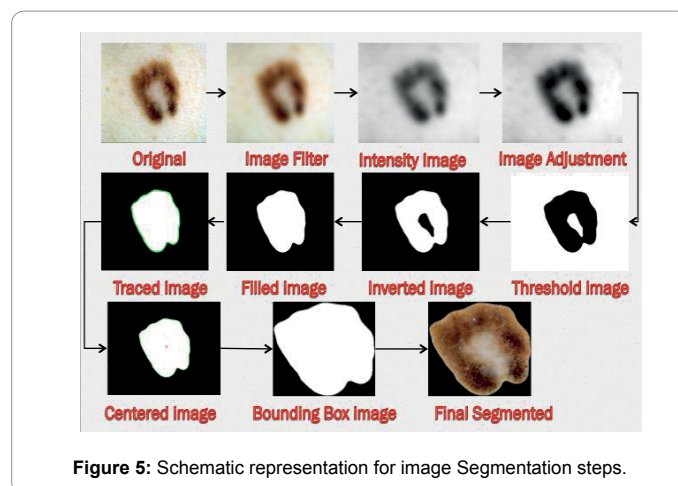 Original Image Filter Intensity Image Image Adjustment
Traced Image Filled Image Inverted Image Threshold Image
Centered Image Bounding Box Image Final Segmented
Figure 5: Schematic representation for image Segmentation steps.